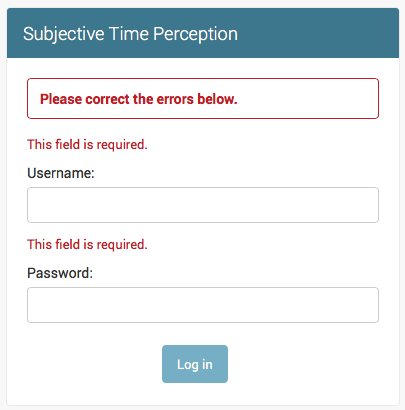 Subjective Time Perception
Please correct the errors below.
This field is required.
Username:
This field is required.
Password:
Log in